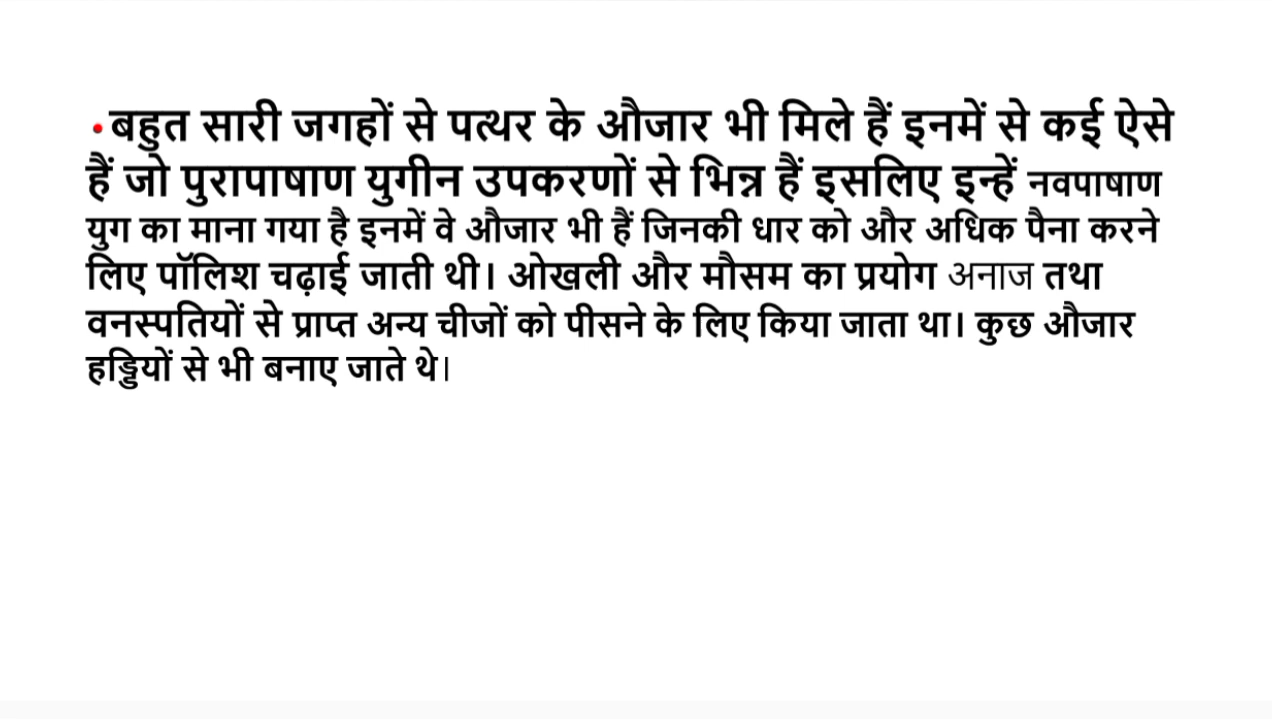 •बहुत सारी जगहों से पत्थर के औजार भी मिले हैं इनमें से कई ऐसे
हैं जो पुरापाषाण युगीन उपकरणों से भिन्न हैं इसलिए इन्हें नवपाषाण
युग का माना गया है इनमें वे औजार भी हैं जिनकी धार को और अधिक पैना करने
लिए पॉलिश चढ़ाई जाती थी। ओखली और मौसम का प्रयोग अनाज तथा
वनस्पतियों से प्राप्त अन्य चीजों को पीसने के लिए किया जाता था। कुछ औजार
हड्डियों से भी बनाए जाते थे।